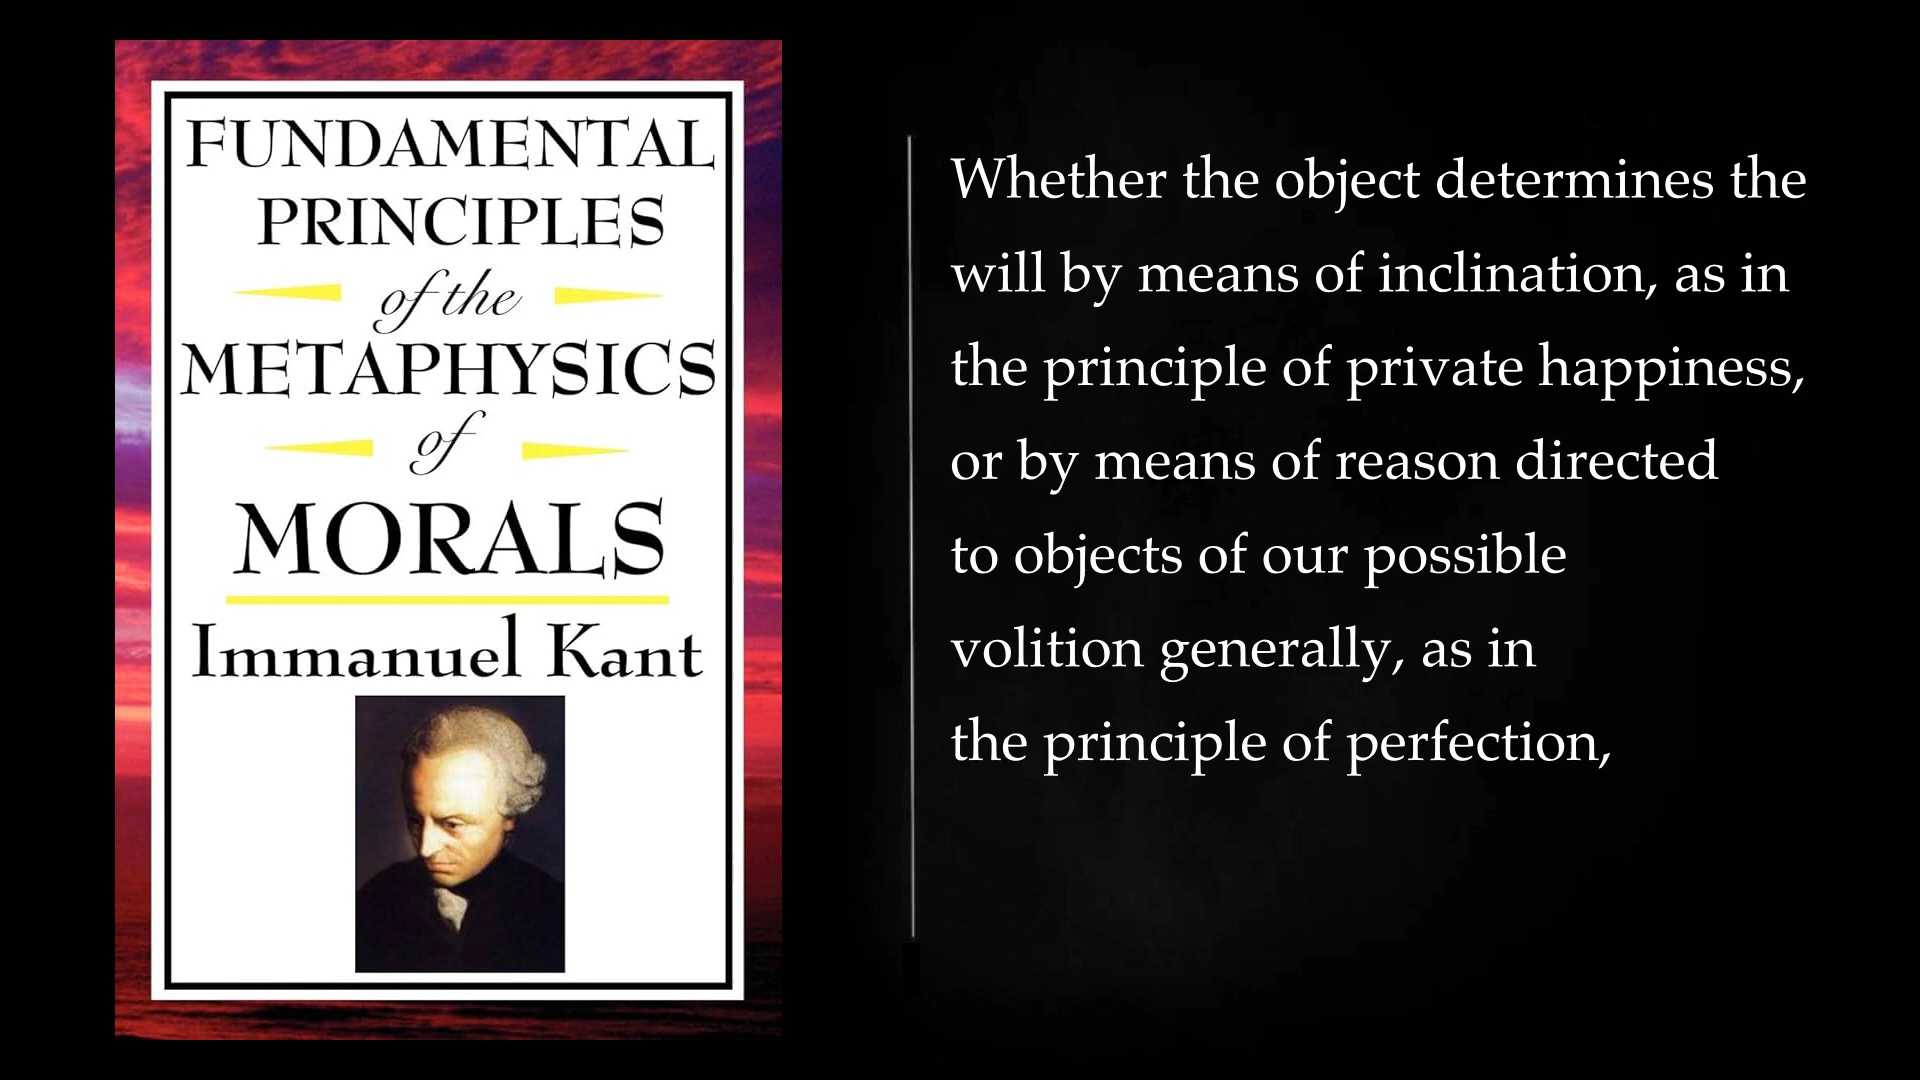 FUNDAMENTAL
PRINCIPLES
of the
METAPHYSICS
of
MORALS
Immanuel Kant
Whether the object determines the
will by means of inclination, as in
the principle of private happiness,
or by means of reason directed
to objects of our possible
volition generally, as in
the principle of perfection,